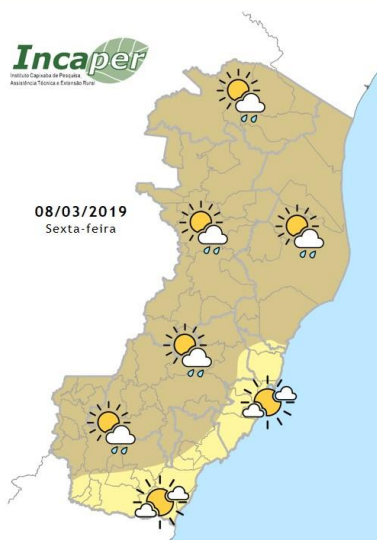 Incaper
Instituto Capixaba de Pesquisa
Assistência Técnica e Extensão Rural
08/03/2019
Sexta-feira